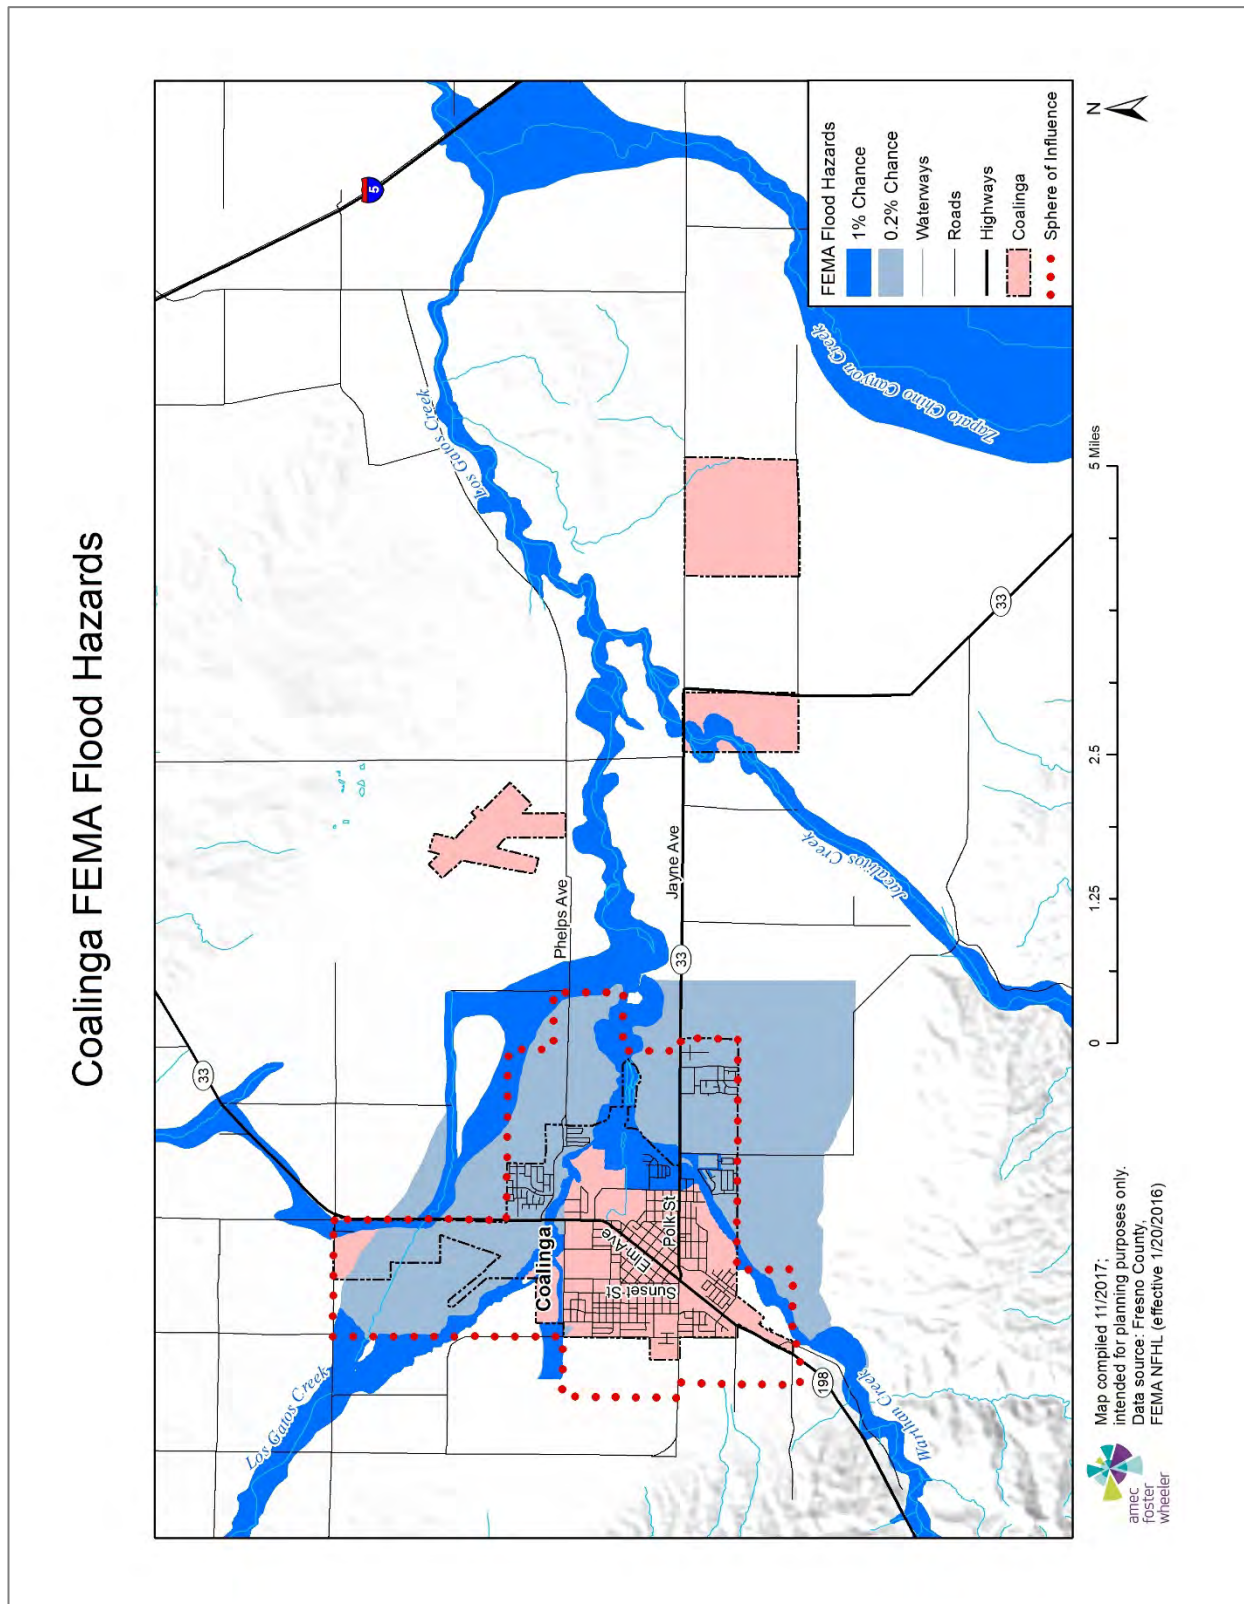 Coalinga FEMA Flood Hazards
5
33
Los Gatos Creek
Los Gatos Creek
Phelps Ave
Coalinga
Elm Ave
Sunset St
Polk St
Jayne Ave
33
198
Warthan Creek
Jacalitos Creek
33
Zapato Chino Canyon Creek
FEMA Flood Hazards
1% Chance
0.2% Chance
Waterways
Roads
Highways
Coalinga
Sphere of Influence
N
0 1.25 2.5 5 Miles
amec
foster
wheeler
Map compiled 11/2017;
intended for planning purposes only.
Data source: Fresno County,
FEMA NFHL (effective 1/20/2016)